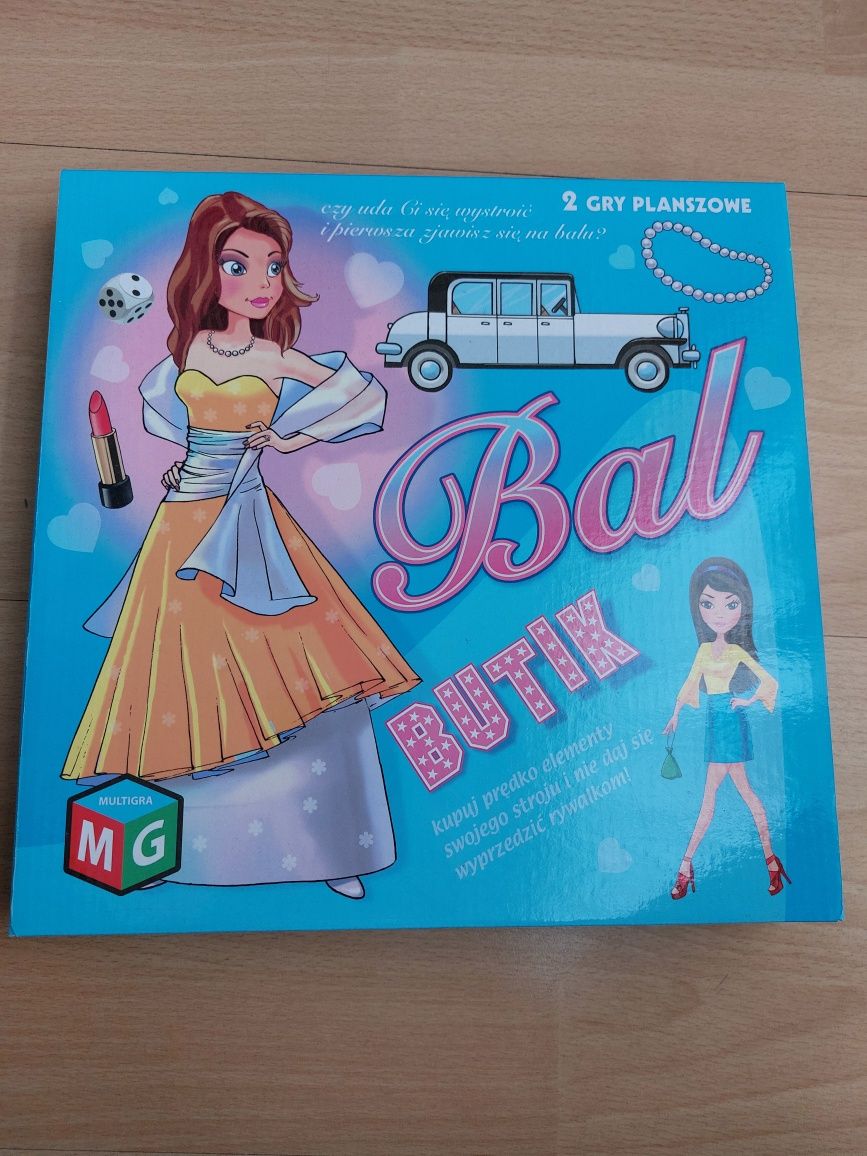 czy uda Ci się wystroić
i pierwsza zjawisz się na balu?
2 GRY PLANSZOWE
Bal
BUTIK
kupuj prędko elementy
swojego stroju i nie daj się
wyprzedzić rywalkom!
MULTIGRA
MG